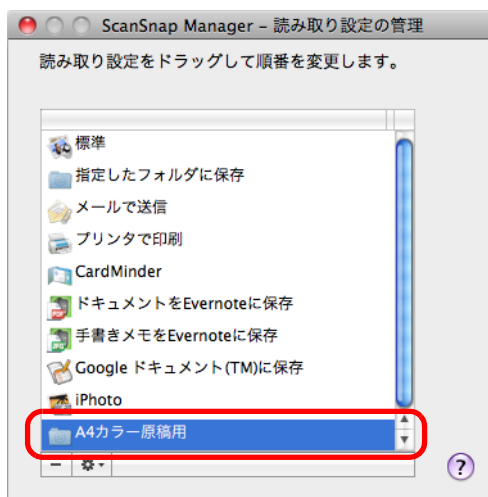 ScanSnap Manager – 読み取り設定の管理
読み取り設定をドラッグして順番を変更します。
標準
指定したフォルダに保存
メールで送信
プリンタで印刷
CardMinder
ドキュメントをEvernoteに保存
手書きメモをEvernoteに保存
Google ドキュメント(TM)に保存
iPhoto
A4カラー原稿用
?